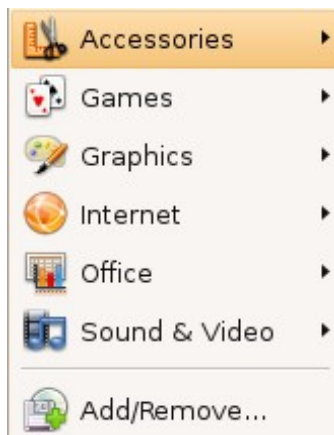 Accessories
Games
Graphics
Internet
Office
Sound & Video
Add/Remove...